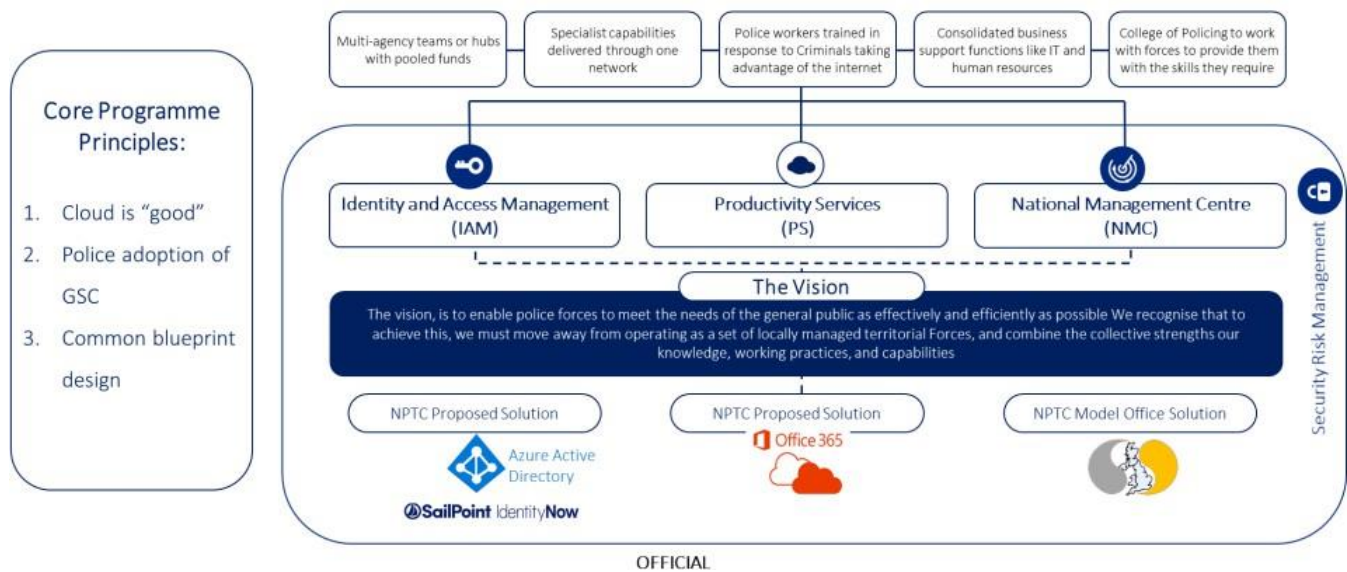 Multi-agency teams or hubs
with pooled funds
Specialist capabilities
delivered through one
network
Police workers trained in
response to Criminals taking
advantage of the internet
Consolidated business
support functions like IT and
human resources
College of Policing to work
with forces to provide them
with the skills they require
Core Programme
Principles:
1. Cloud is “good”
2. Police adoption of
GSC
3. Common blueprint
design
Identity and Access Management
(IAM)
Productivity Services
(PS)
National Management Centre
(NMC)
Security Risk Management
The Vision
The vision, is to enable police forces to meet the needs of the general public as effectively and efficiently as possible We recognise that to
achieve this, we must move away from operating as a set of locally managed territorial Forces, and combine the collective strengths our
knowledge, working practices, and capabilities
NPTC Proposed Solution
NPTC Proposed Solution
NPTC Model Office Solution
Azure Active
Directory
SailPoint IdentityNow
Office 365
OFFICIAL